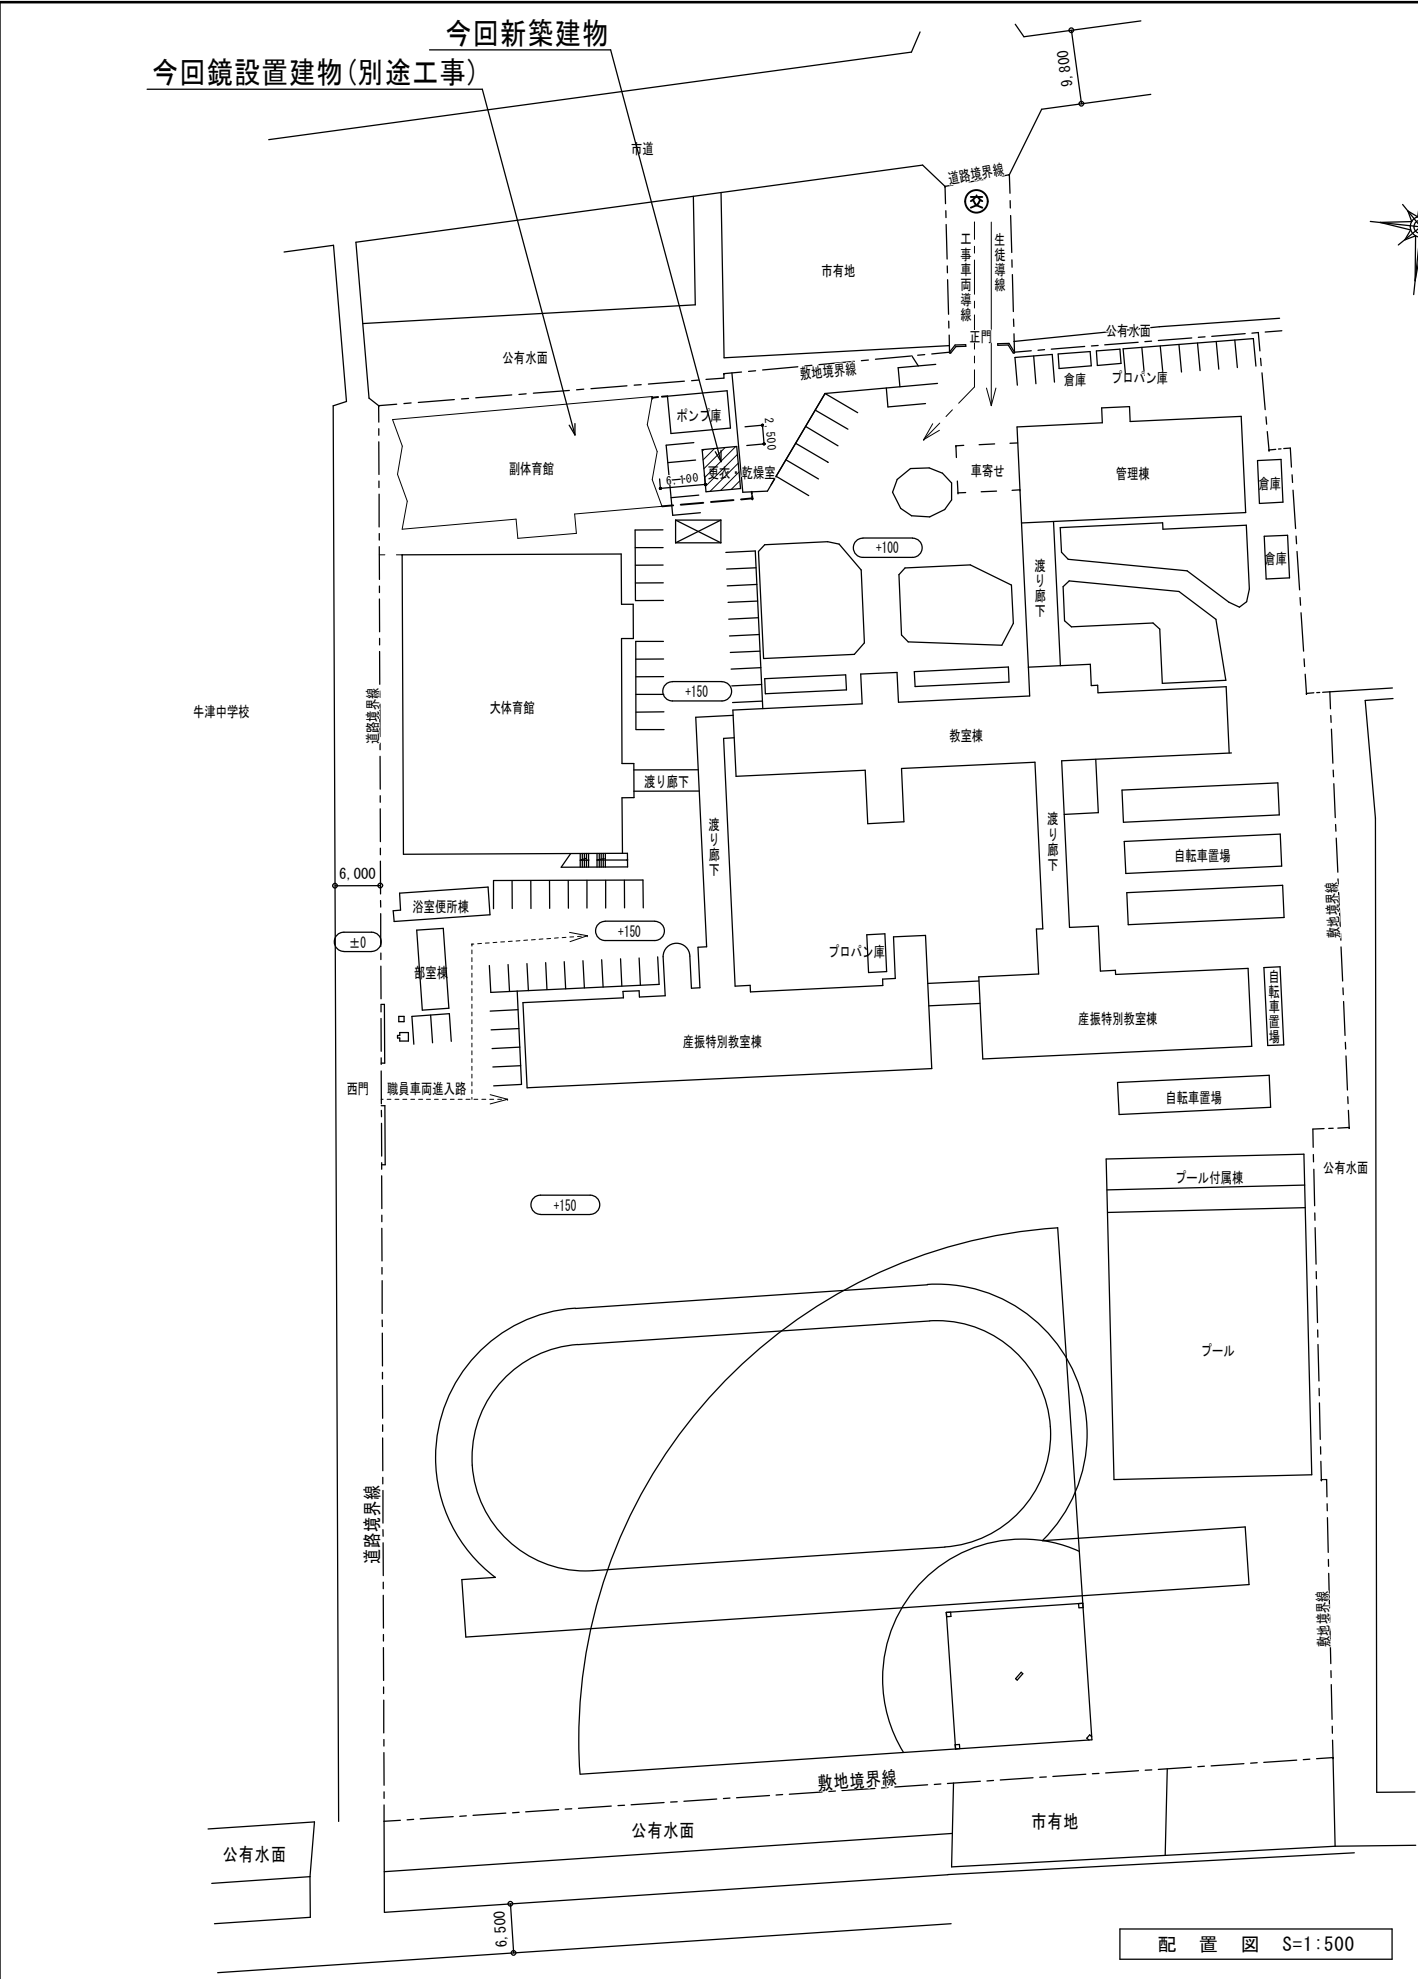 今回新築建物
今回鏡設置建物(別途工事)
6,800
市道
道路境界線
交
工事車両導線
生徒導線
市有地
正門
公有水面
公有水面
敷地境界線
倉庫
プロパン庫
ポンプ庫
2,500
副体育館
6,100
更衣・乾燥室
車寄せ
管理棟
倉庫
+100
倉庫
渡り廊下
+150
牛津中学校
道路境界線
大体育館
教室棟
渡り廊下
渡り廊下
渡り廊下
自転車置場
6,000
浴室便所棟
敷地境界線
±0
+150
プロパン庫
部室棟
自転車置場
産振特別教室棟
産振特別教室棟
西門
職員車両進入路
自転車置場
プール付属棟
公有水面
+150
プール
道路境界線
敷地境界線
敷地境界線
公有水面
市有地
公有水面
6,500
配置図 S=1:500